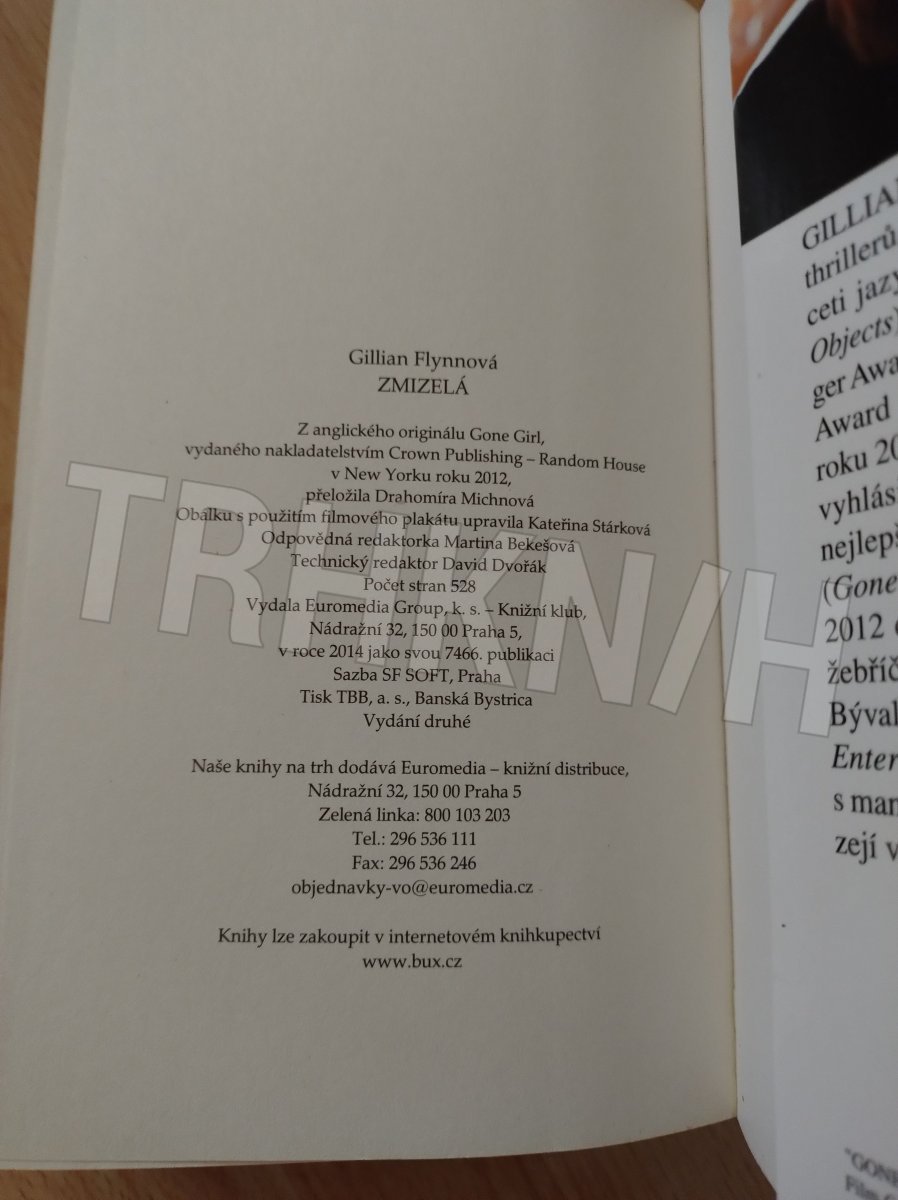 Gillian Flynnová
ZMIZELÁ
Z anglického originálu Gone Girl,
vydaného nakladatelstvím Crown Publishing – Random House
v New Yorku roku 2012,
přeložila Drahomíra Michnová
Obálku s použitím filmového plakátu upravila Kateřina Stárková
Odpovědná redaktorka Martina Bekešová
Technický redaktor David Dvořák
Počet stran 528
Vydala Euromedia Group, k. s. – Knižní klub,
Nádražní 32, 150 00 Praha 5,
v roce 2014 jako svou 7466. publikaci
Sazba SF SOFT, Praha
Tisk TBB, a. s., Banská Bystrica
Vydání druhé
Naše knihy na trh dodává Euromedia – knižní distribuce,
Nádražní 32, 150 00 Praha 5
Zelená linka: 800 103 203
Tel.: 296 536 111
Fax: 296 536 246
objednavky-vo@euromedia.cz
Knihy lze zakoupit v internetovém knihkupectví
www.bux.cz
TRHKNIH
GILLIA
thrillerů
ceti jazy
Objects)
ger Awa
Award
roku 20
vyhlás
nejlepš
(Gone
2012
žebříč
Býval
Enter
s man
zejí v
"GONE